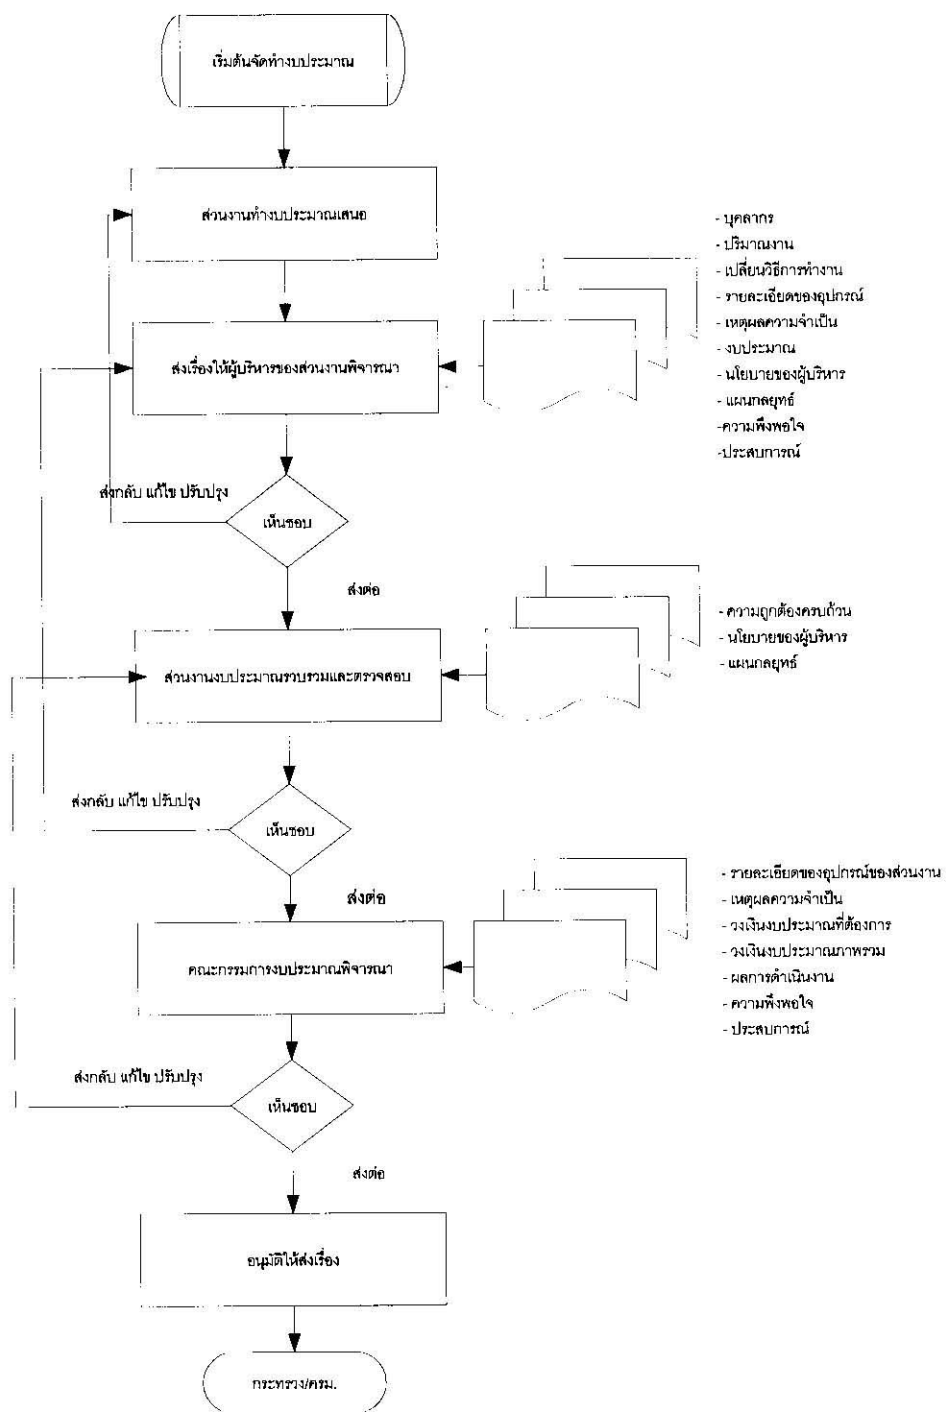 เริ่มต้นจัดทำงบประมาณ
ส่วนงานทำงบประมาณเสนอ
- บุคลากร
- ปริมาณงาน
- เปลี่ยนวิธีการทำงาน
- รายละเอียดของอุปกรณ์
- เหตุผลความจำเป็น
- งบประมาณ
- นโยบายของผู้บริหาร
- แผนกลยุทธ์
-ความพึงพอใจ
-ประสบการณ์
ส่งเรื่องให้ผู้บริหารของส่วนงานพิจารณา
ส่งกลับ แก้ไข ปรับปรุง
เห็นชอบ
ส่งต่อ
- ความถูกต้องครบถ้วน
- นโยบายของผู้บริหาร
- แผนกลยุทธ์
ส่วนงานงบประมาณรวบรวมและตรวจสอบ
ส่งกลับ แก้ไข ปรับปรุง
เห็นชอบ
ส่งต่อ
- รายละเอียดของอุปกรณ์ของส่วนงาน
- เหตุผลความจำเป็น
- วงเงินงบประมาณที่ต้องการ
- วงเงินงบประมาณภาพรวม
- ผลการดำเนินงาน
- ความพึงพอใจ
- ประสบการณ์
คณะกรรมการงบประมาณพิจารณา
ส่งกลับ แก้ไข ปรับปรุง
เห็นชอบ
ส่งต่อ
อนุมัติให้ส่งเรื่อง
กระทรวง/ครม.